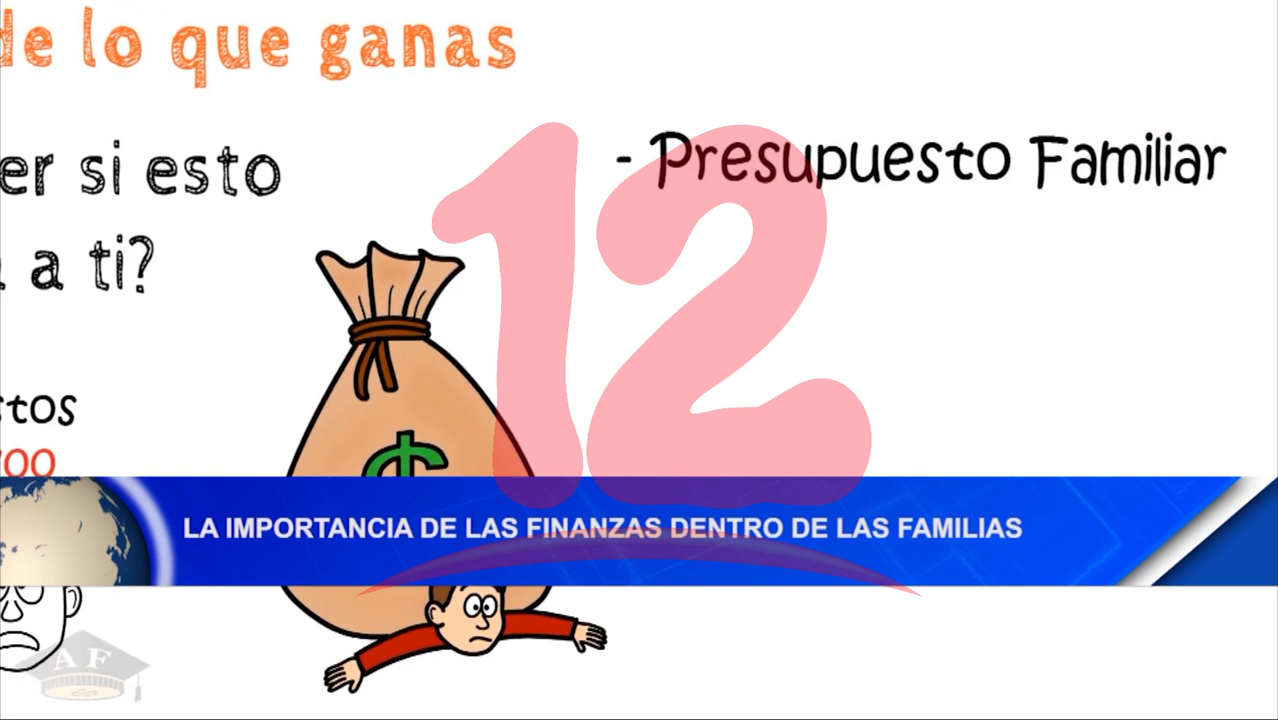 de lo que ganas
er si esto
a ti?
- Presupuesto Familiar
12
stos
700
LA IMPORTANCIA DE LAS FINANZAS DENTRO DE LAS FAMILIAS
AF